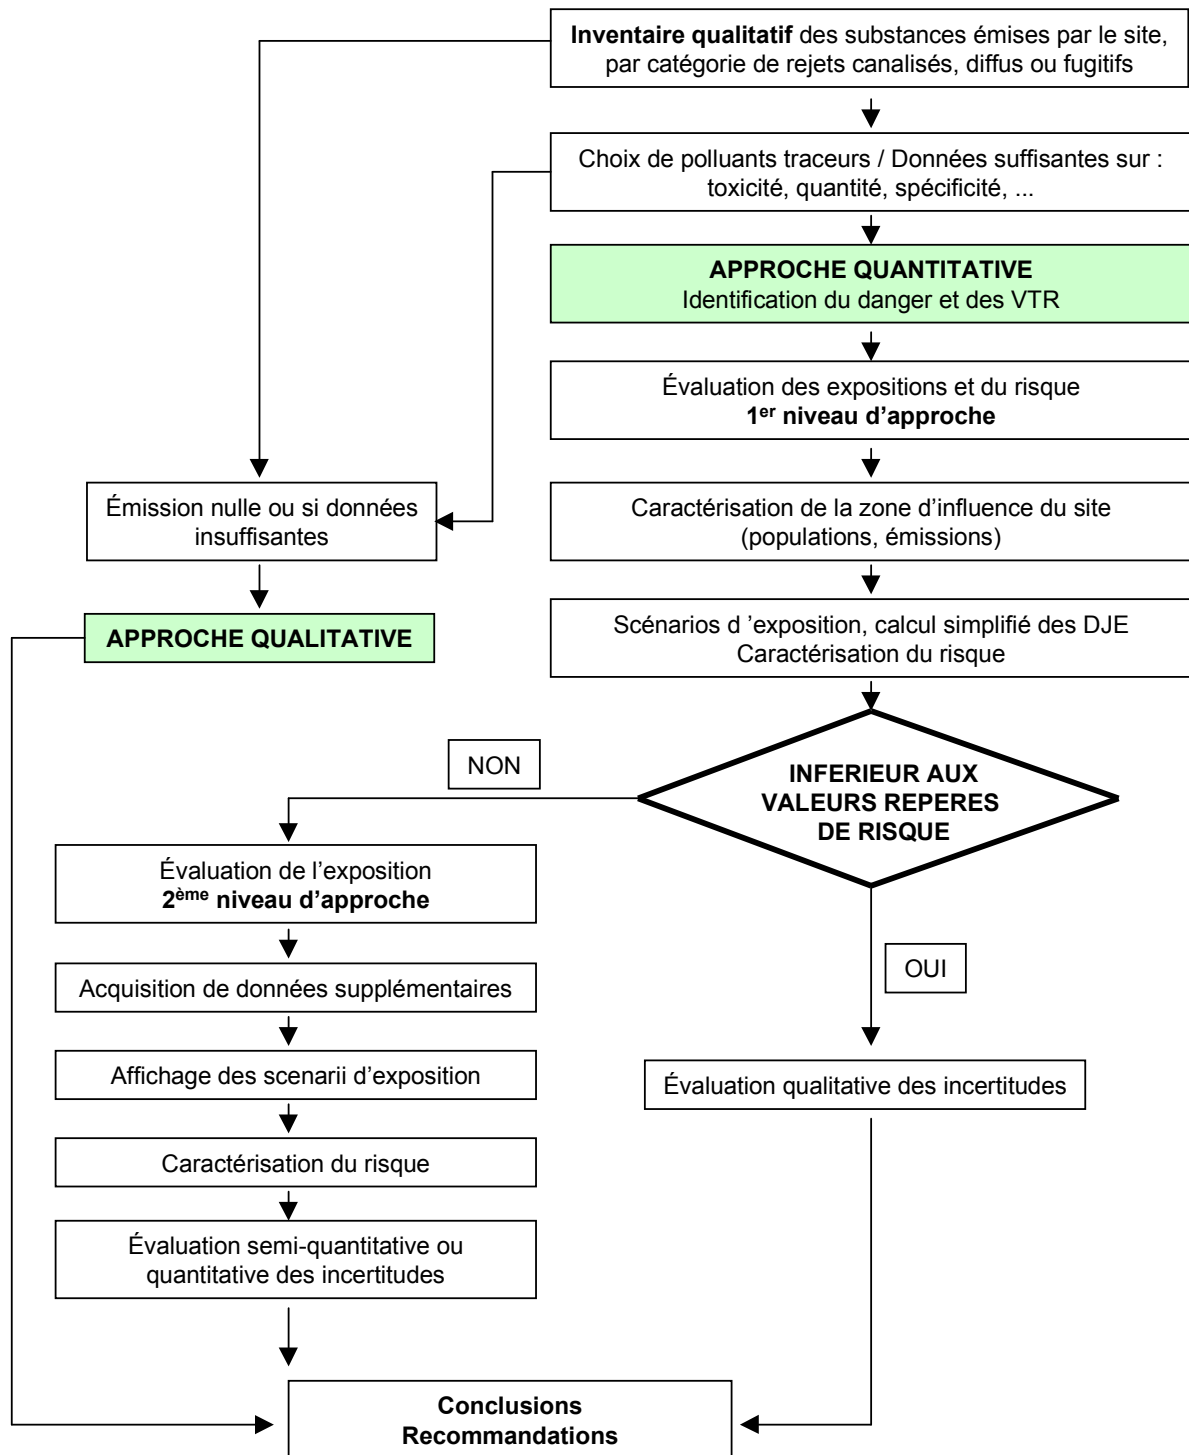 Inventaire qualitatif des substances émises par le site,
par catégorie de rejets canalisés, diffus ou fugitifs
Choix de polluants traceurs / Données suffisantes sur :
toxicité, quantité, spécificité, ...
APPROCHE QUANTITATIVE
Identification du danger et des VTR
Évaluation des expositions et du risque
1er niveau d’approche
Émission nulle ou si données
insuffisantes
Caractérisation de la zone d’influence du site
(populations, émissions)
APPROCHE QUALITATIVE
Scénarios d ’exposition, calcul simplifié des DJE
Caractérisation du risque
NON
INFERIEUR AUX
VALEURS REPERES
DE RISQUE
Évaluation de l’exposition
2ème niveau d’approche
OUI
Acquisition de données supplémentaires
Affichage des scenarii d’exposition
Évaluation qualitative des incertitudes
Caractérisation du risque
Évaluation semi-quantitative ou
quantitative des incertitudes
Conclusions
Recommandations